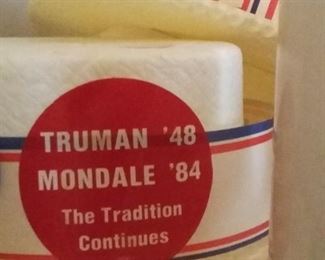 TRUMAN '48
MONDALE '84
The Tradition
Continues